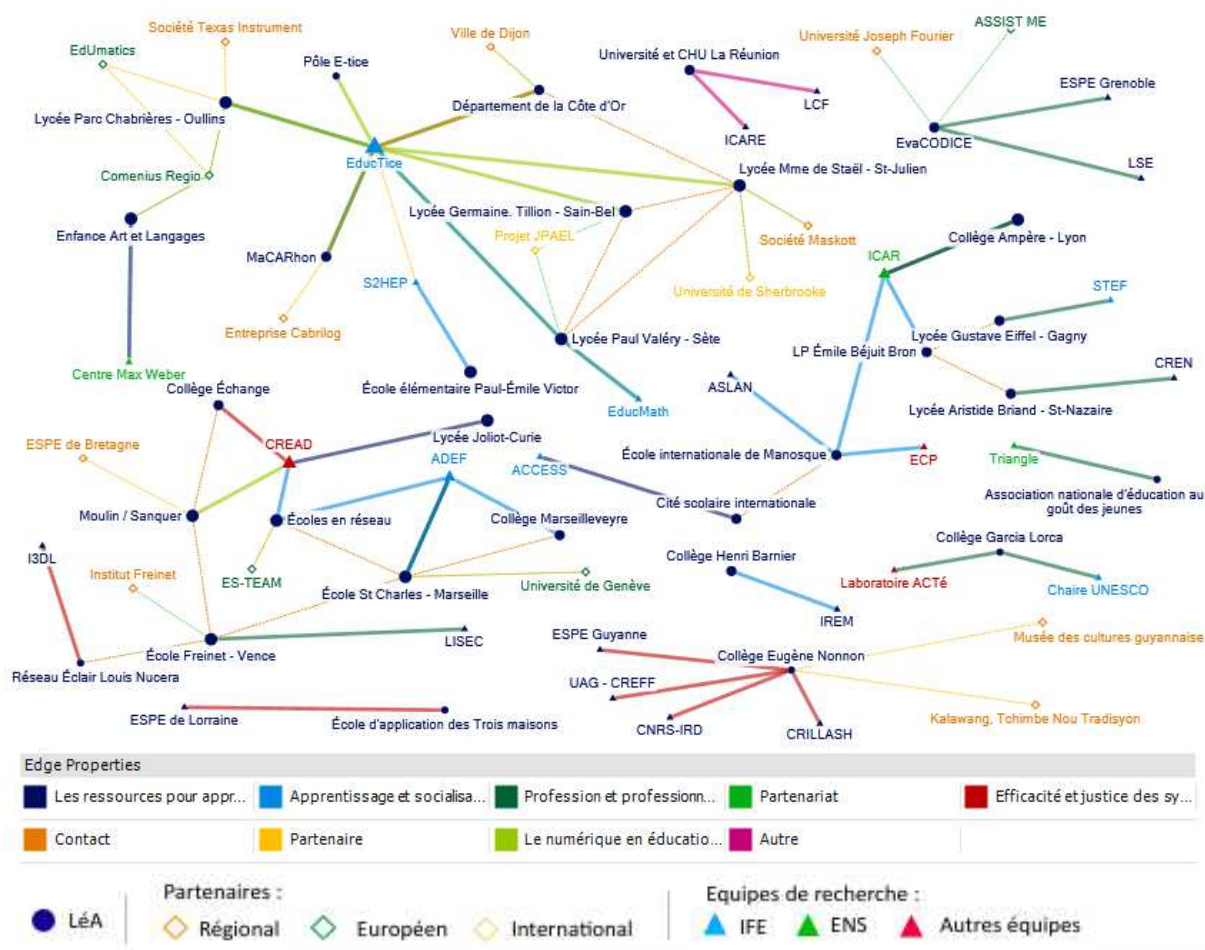 Société Texas Instrument
ASSIST ME
EdUmatics
Ville de Dijon
Université Joseph Fourier
Pôle E-tice
Université et CHU La Réunion
ESPE Grenoble
Lycée Parc Chabrières - Oullins
Département de la Côte d'Or
LCF
ICARE
EvaCODICE
EducTice
Comenius Regio
Lycée Mme de Staël - St-Julien
LSE
Lycée Germaine. Tillion - Sain-Bel
Enfance Art et Langages
Projet JPAEL
Société Maskott
Collège Ampère - Lyon
MaCARhon
ICAR
S2HEP
Université de Sherbrooke
STEF
Entreprise Cabrilog
Lycée Paul Valéry - Sète
Lycée Gustave Eiffel - Gagny
LP Émile Béjuit Bron
Centre Max Weber
École élémentaire Paul-Émile Victor
CREN
Collège Échange
ASLAN
EducMath
Lycée Aristide Briand - St-Nazaire
Lycée Joliot-Curie
ESPE de Bretagne
CREAD
ADEF
ACCESS
École internationale de Manosque
ECP
Triangle
Cité scolaire internationale
Association nationale d'éducation au
goût des jeunes
Moulin / Sanquer
Écoles en réseau
Collège Marseilleveyre
Collège Garcia Lorca
I3DL
Collège Henri Barnier
Institut Freinet
ES-TEAM
École St Charles - Marseille
Université de Genève
Laboratoire ACTé
Chaire UNESCO
IREM
ESPE Guyanne
LISEC
Musée des cultures guyannaise
École Freinet - Vence
Collège Eugène Nonnon
Réseau Éclair Louis Nucera
UAG - CREFF
ESPE de Lorraine
École d'application des Trois maisons
CNRS-IRD
CRILLASH
Kalawang, Tchimbe Nou Tradisyon
Edge Properties
Les ressources pour appr...
Apprentissage et socialisa...
Profession et professionn...
Partenariat
Efficacité et justice des sy...
Contact
Partenaire
Le numérique en éducatio...
Autre
Partenaires :
Equipes de recherche :
LéA
Régional
Européen
International
IFE
ENS
Autres équipes